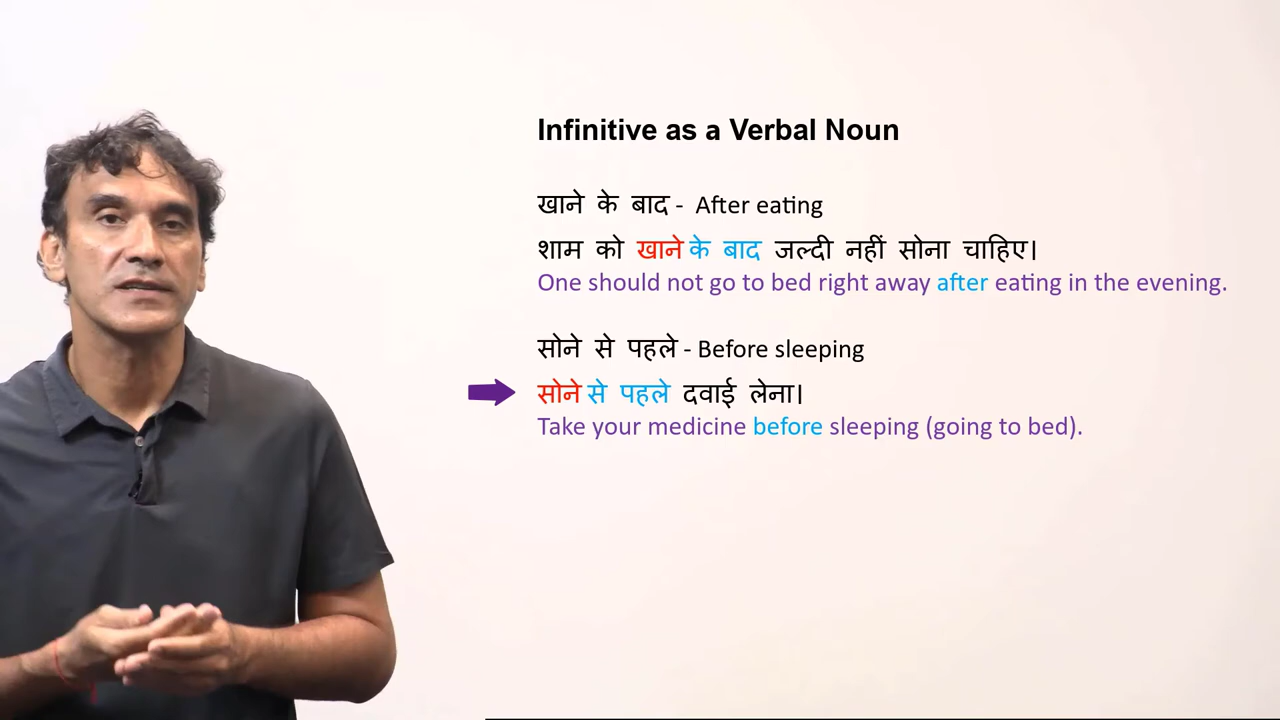 Infinitive as a Verbal Noun
खाने के बाद - After eating
शाम को खाने के बाद जल्दी नहीं सोना चाहिए।
One should not go to bed right away after eating in the evening.
सोने से पहले - Before sleeping
सोने से पहले दवाई लेना।
Take your medicine before sleeping (going to bed).